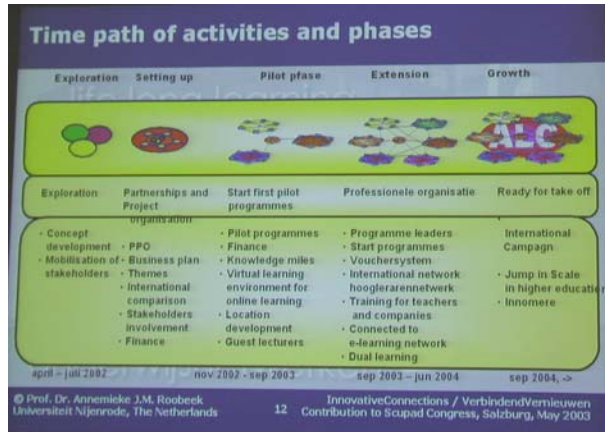 Time path of activities and phases
Exploration Setting up Pilot pfase Extension Growth
life long learning
ALC
Exploration
Partnerships and
Project
organisation
Start first pilot
programmes
Professionele organisatie
Ready for take off
· Concept
development
· Mobilisation of
stakeholders
· PPO
· Business plan
· Themes
· International
comparison
· Stakeholders
involvement
· Finance
· Pilot programmes
· Finance
· Knowledge miles
· Virtual learning
environment for
online learning
· Location
development
· Guest lecturers
· Programme leaders
· Start programmes
· Vouchersystem
· International network
hooglerarennetwerk
· Training for teachers
and companies
· Connected to
e-learning network
· Dual learning
·
International
Campagn
· Jump in Scale
in higher education
· Innomere
april – juli 2002 nov 2002 - sep 2003 sep 2003 – jun 2004 sep 2004, ->
© Prof. Dr. Annemieke J.M. Roobeek
Universiteit Nijenrode, The Netherlands
12
InnovativeConnections / VerbindendVernieuwen
Contribution to Scupad Congress, Salzburg, May 2003